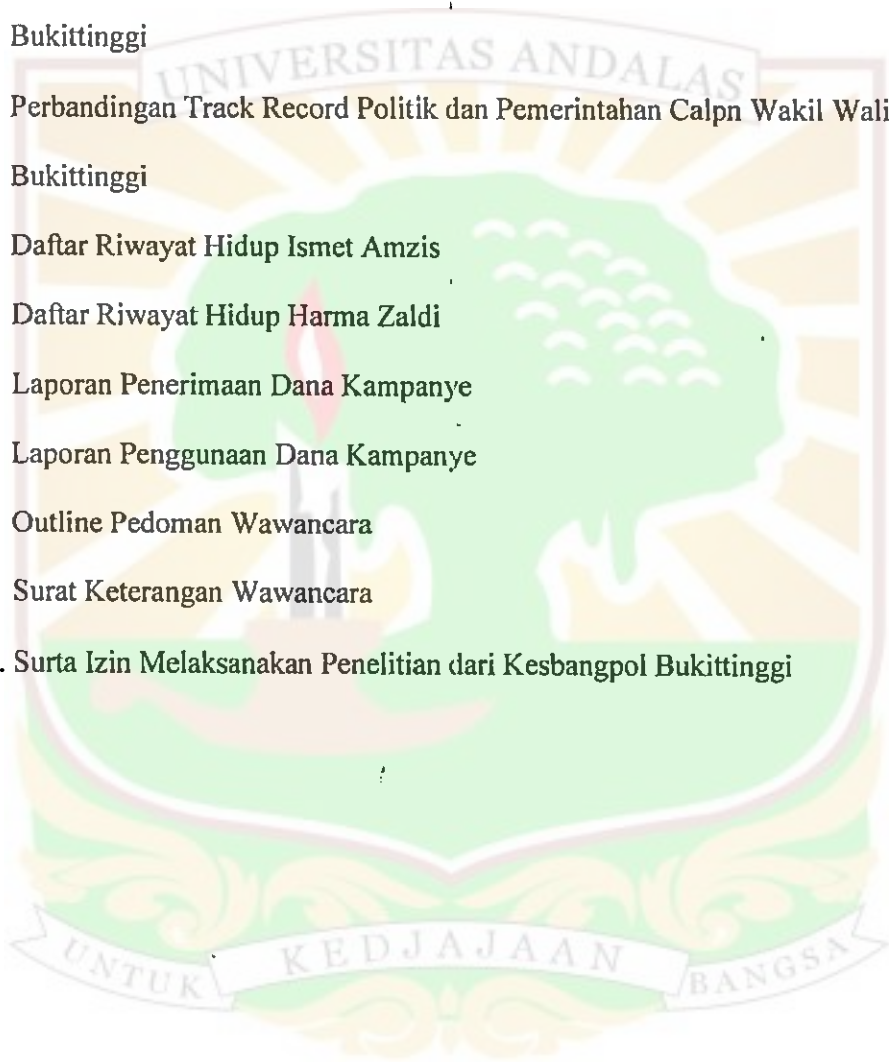 Bukittinggi
UNIVERSITAS ANDALAS
Perbandingan Track Record Politik dan Pemerintahan Calpn Wakil Wali
Bukittinggi
Daftar Riwayat Hidup Ismet Amzis
Daftar Riwayat Hidup Harma Zaldi
Laporan Penerimaan Dana Kampanye
Laporan Penggunaan Dana Kampanye
Outline Pedoman Wawancara
Surat Keterangan Wawancara
. Surta Izin Melaksanakan Penelitian dari Kesbangpol Bukittinggi
UNTUK KEDJAJAAN BANGSA